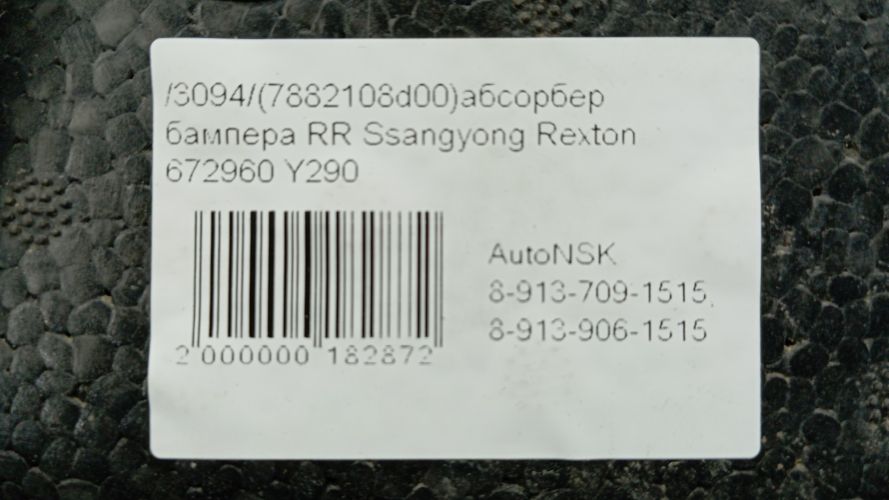 /3094/(7882108d00)абсорбер
бампера RR Ssangyong Rexton
672960 Y290
AutoNSK
8-913-709-1515,
8-913-906-1515
2 000000 182872